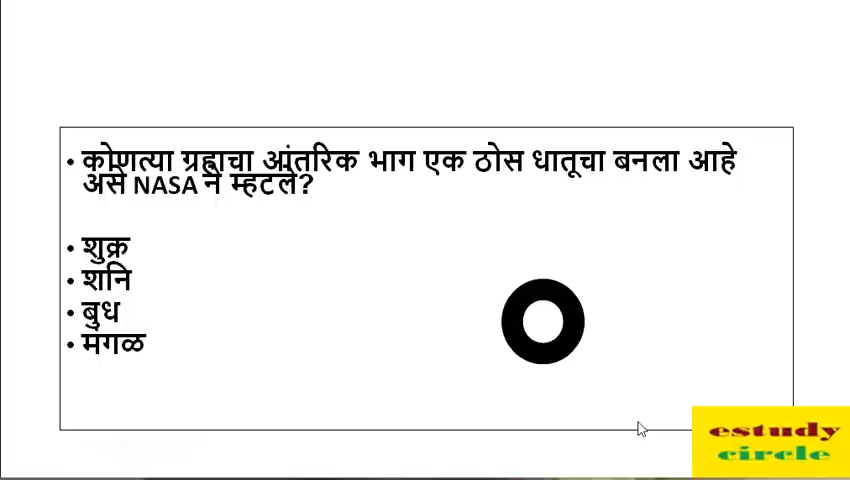 • कोणत्या ग्रहाचा आंतरिक भाग एक ठोस धातूचा बनला आहे
असे NASA ने म्हटले?
• शुक्र
• शनि
• बुध
• मंगळ
estudy
circle